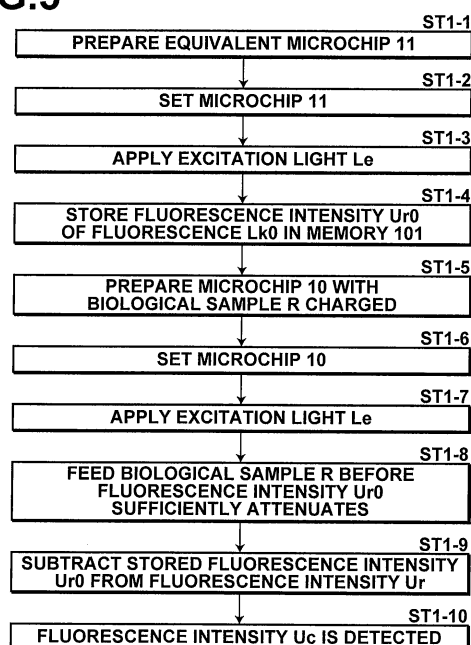 ST1-1
PREPARE EQUIVALENT MICROCHIP 11
ST1-2
SET MICROCHIP 11
ST1-3
APPLY EXCITATION LIGHT Le
ST1-4
STORE FLUORESCENCE INTENSITY Ur0
OF FLUORESCENCE Lk0 IN MEMORY 101
ST1-5
PREPARE MICROCHIP 10 WITH
BIOLOGICAL SAMPLE R CHARGED
ST1-6
SET MICROCHIP 10
ST1-7
APPLY EXCITATION LIGHT Le
ST1-8
FEED BIOLOGICAL SAMPLE R BEFORE
FLUORESCENCE INTENSITY Ur0
SUFFICIENTLY ATTENUATES
ST1-9
SUBTRACT STORED FLUORESCENCE INTENSITY
Ur0 FROM FLUORESCENCE INTENSITY Ur
ST1-10
FLUORESCENCE INTENSITY Uc IS DETECTED